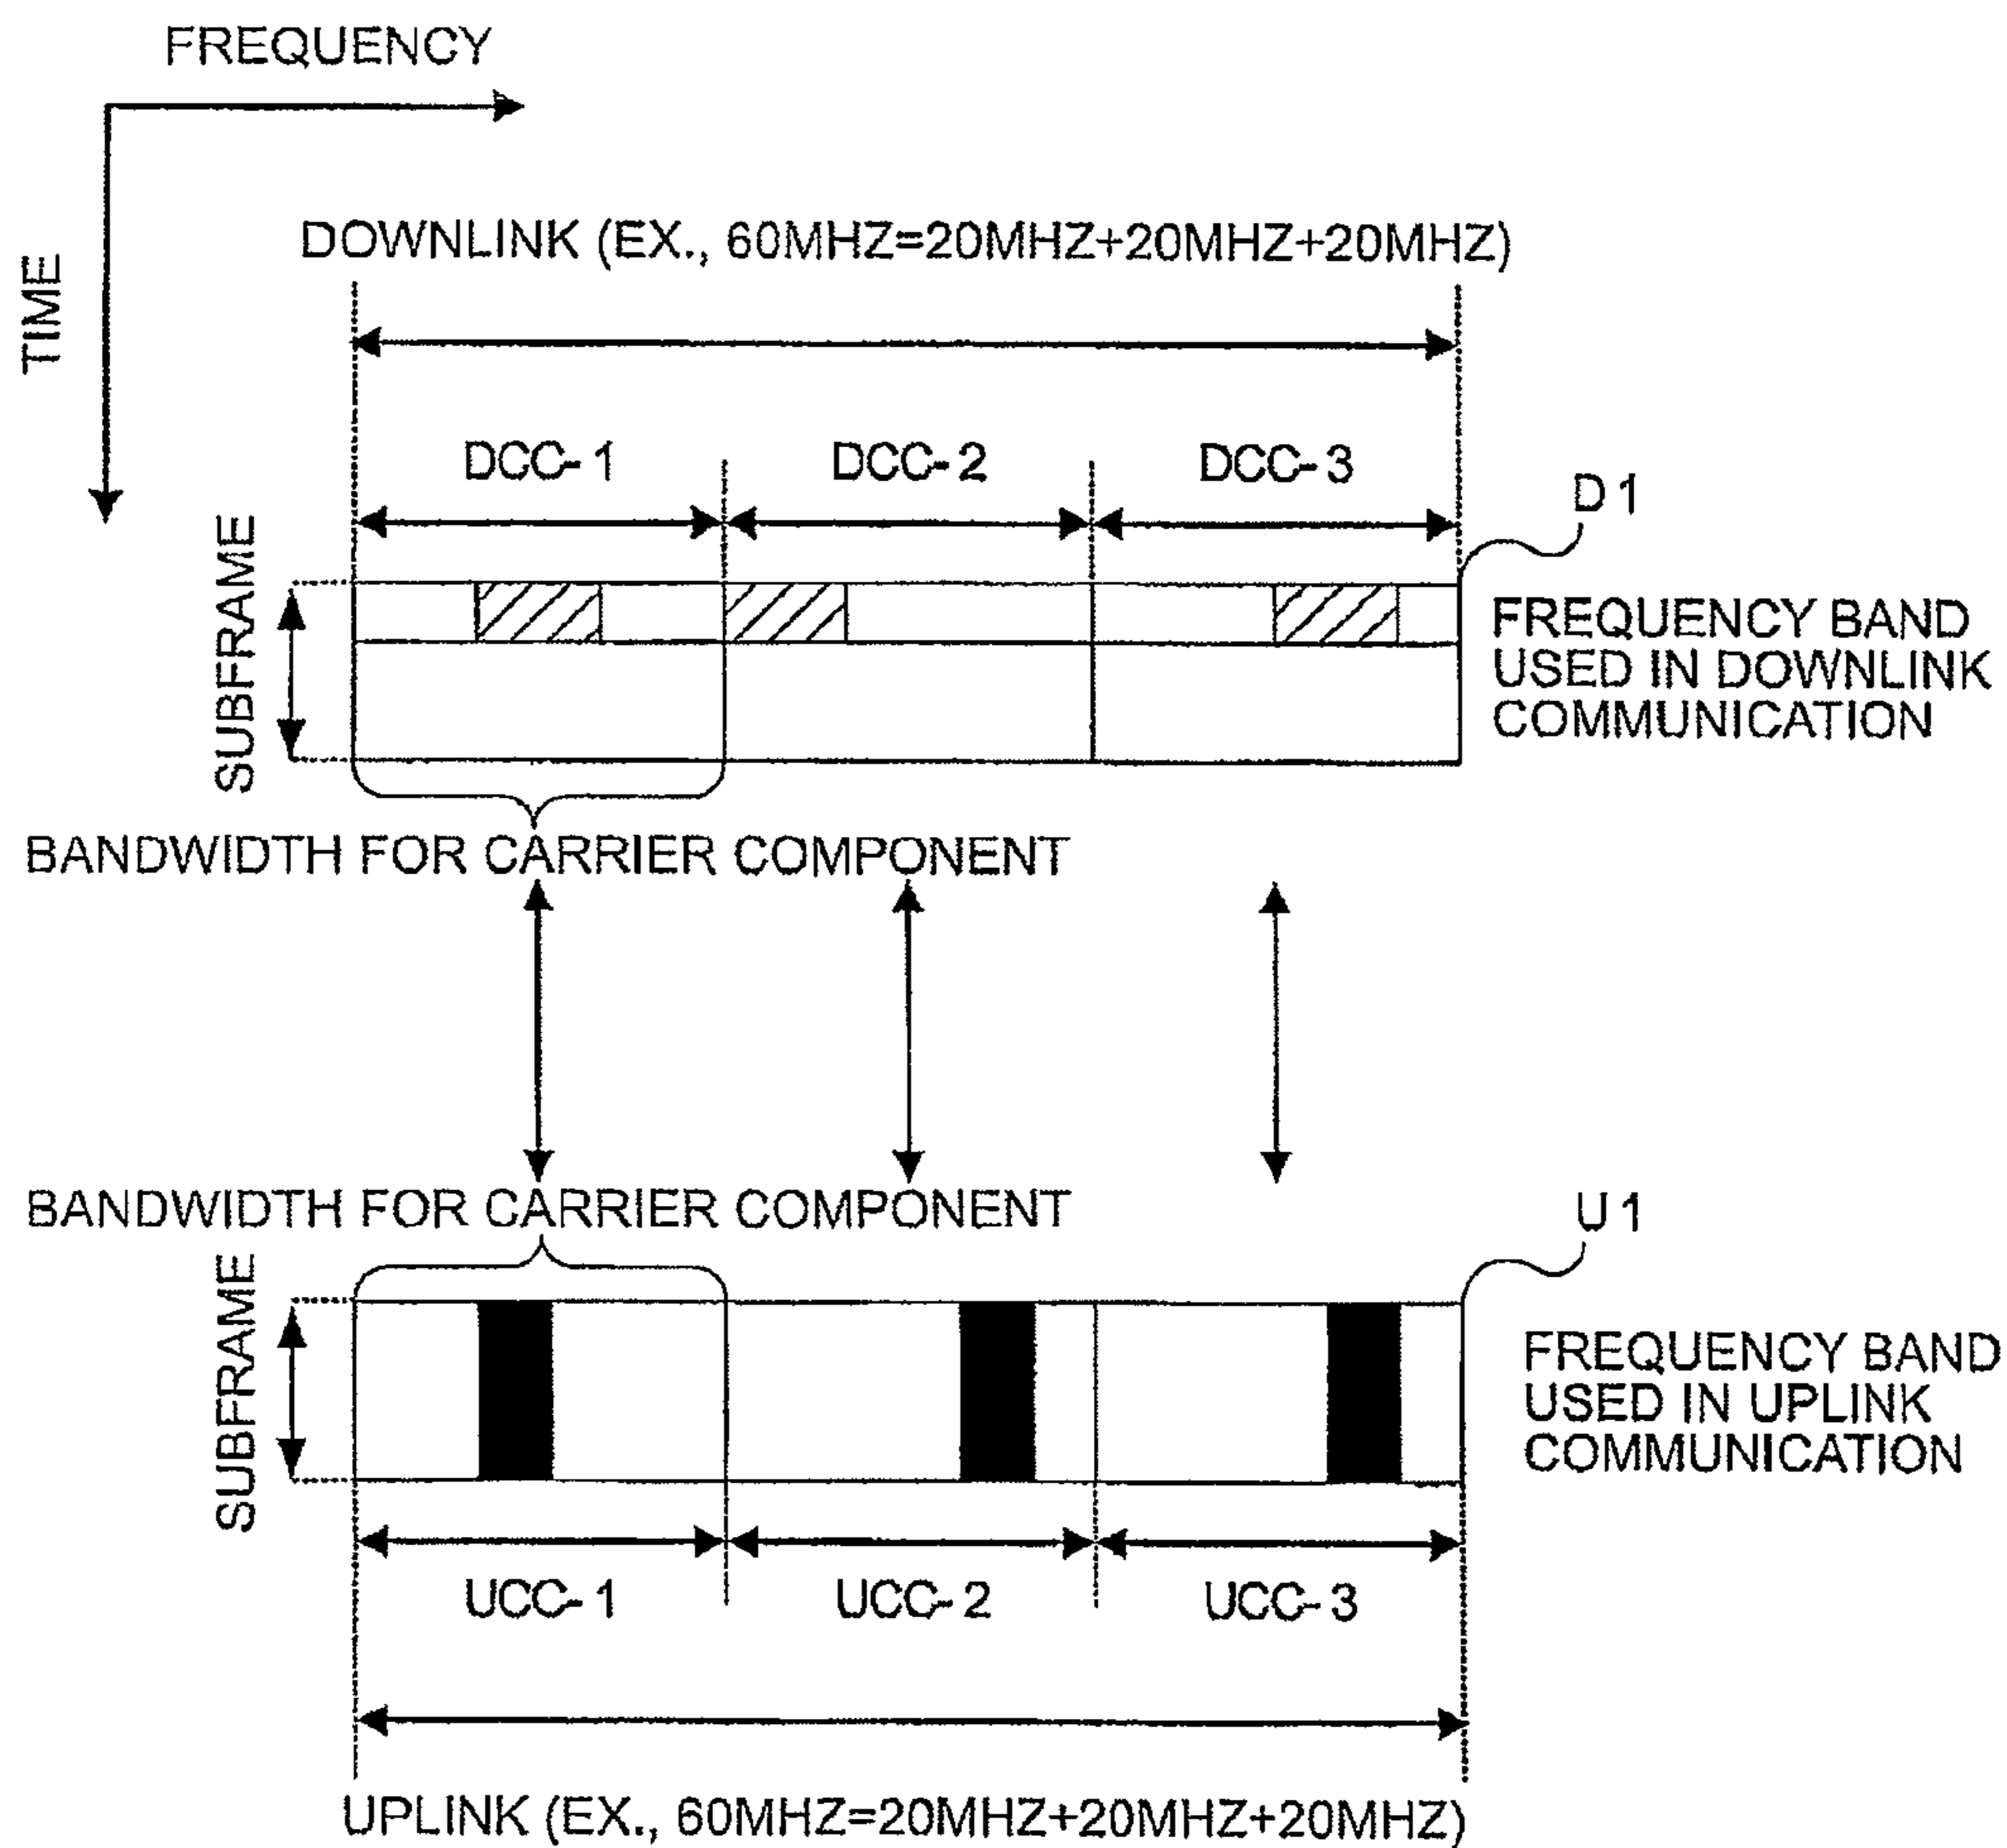 FREQUENCY
TIME
DOWNLINK (EX., 60MHZ=20MHZ+20MHZ+20MHZ)
DCC-1
DCC-2
DCC-3
D1
SUBFRAME
FREQUENCY BAND
USED IN DOWNLINK
COMMUNICATION
BANDWIDTH FOR CARRIER COMPONENT
BANDWIDTH FOR CARRIER COMPONENT
U1
SUBFRAME
FREQUENCY BAND
USED IN UPLINK
COMMUNICATION
UCC-1
UCC-2
UCC-3
UPLINK (EX., 60MHZ=20MHZ+20MHZ+20MHZ)